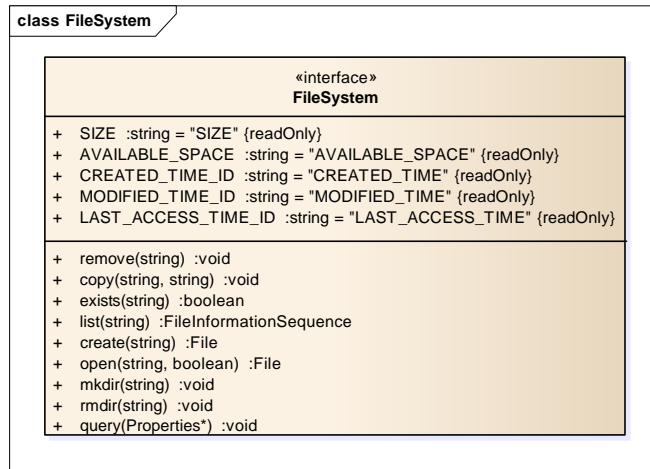 class FileSystem
«interface»
FileSystem
+ SIZE :string = "SIZE" {readOnly}
+ AVAILABLE_SPACE :string = "AVAILABLE_SPACE" {readOnly}
+ CREATED_TIME_ID :string = "CREATED_TIME" {readOnly}
+ MODIFIED_TIME_ID :string = "MODIFIED_TIME" {readOnly}
+ LAST_ACCESS_TIME_ID :string = "LAST_ACCESS_TIME" {readOnly}
+ remove(string) :void
+ copy(string, string) :void
+ exists(string) :boolean
+ list(string) :FileInformationSequence
+ create(string) :File
+ open(string, boolean) :File
+ mkdir(string) :void
+ rmdir(string) :void
+ query(Properties*) :void